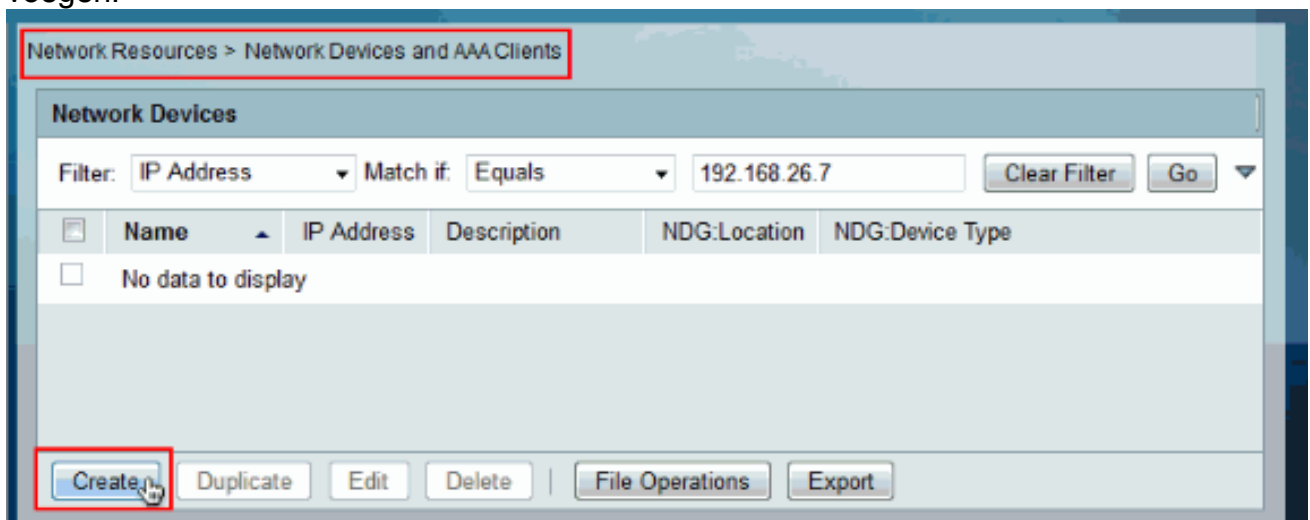 Network Resources > Network Devices and AAA Clients
Network Devices
Filter: IP Address Match if: Equals 192.168.26.7 Clear Filter Go
Name IP Address Description NDG:Location NDG:Device Type
No data to display
Create Duplicate Edit Delete | File Operations Export